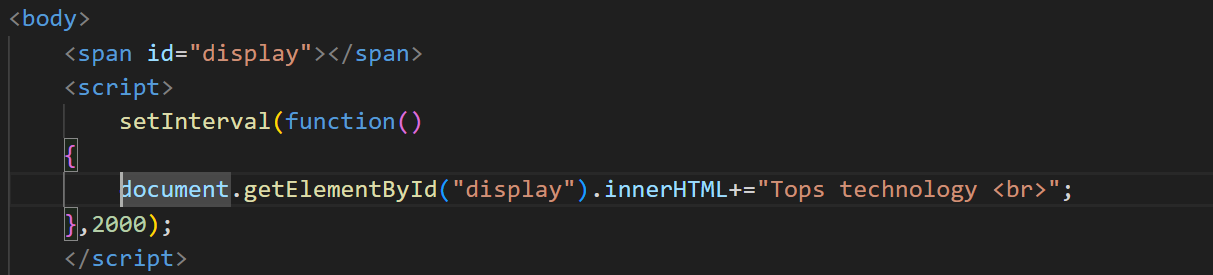 <body>
<span id="display"></span>
<script>
setInterval(function()
{
document.getElementById("display").innerHTML+="Tops technology <br>";
},2000);
</script>